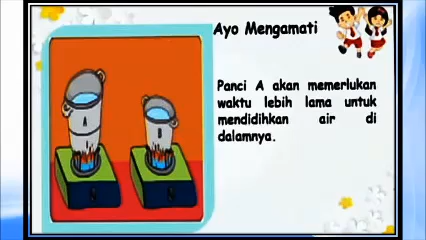 Ayo Mengamati
Panci A akan memerlukan
waktu lebih lama untuk
mendidihkan air di
dalamnya.
A
B